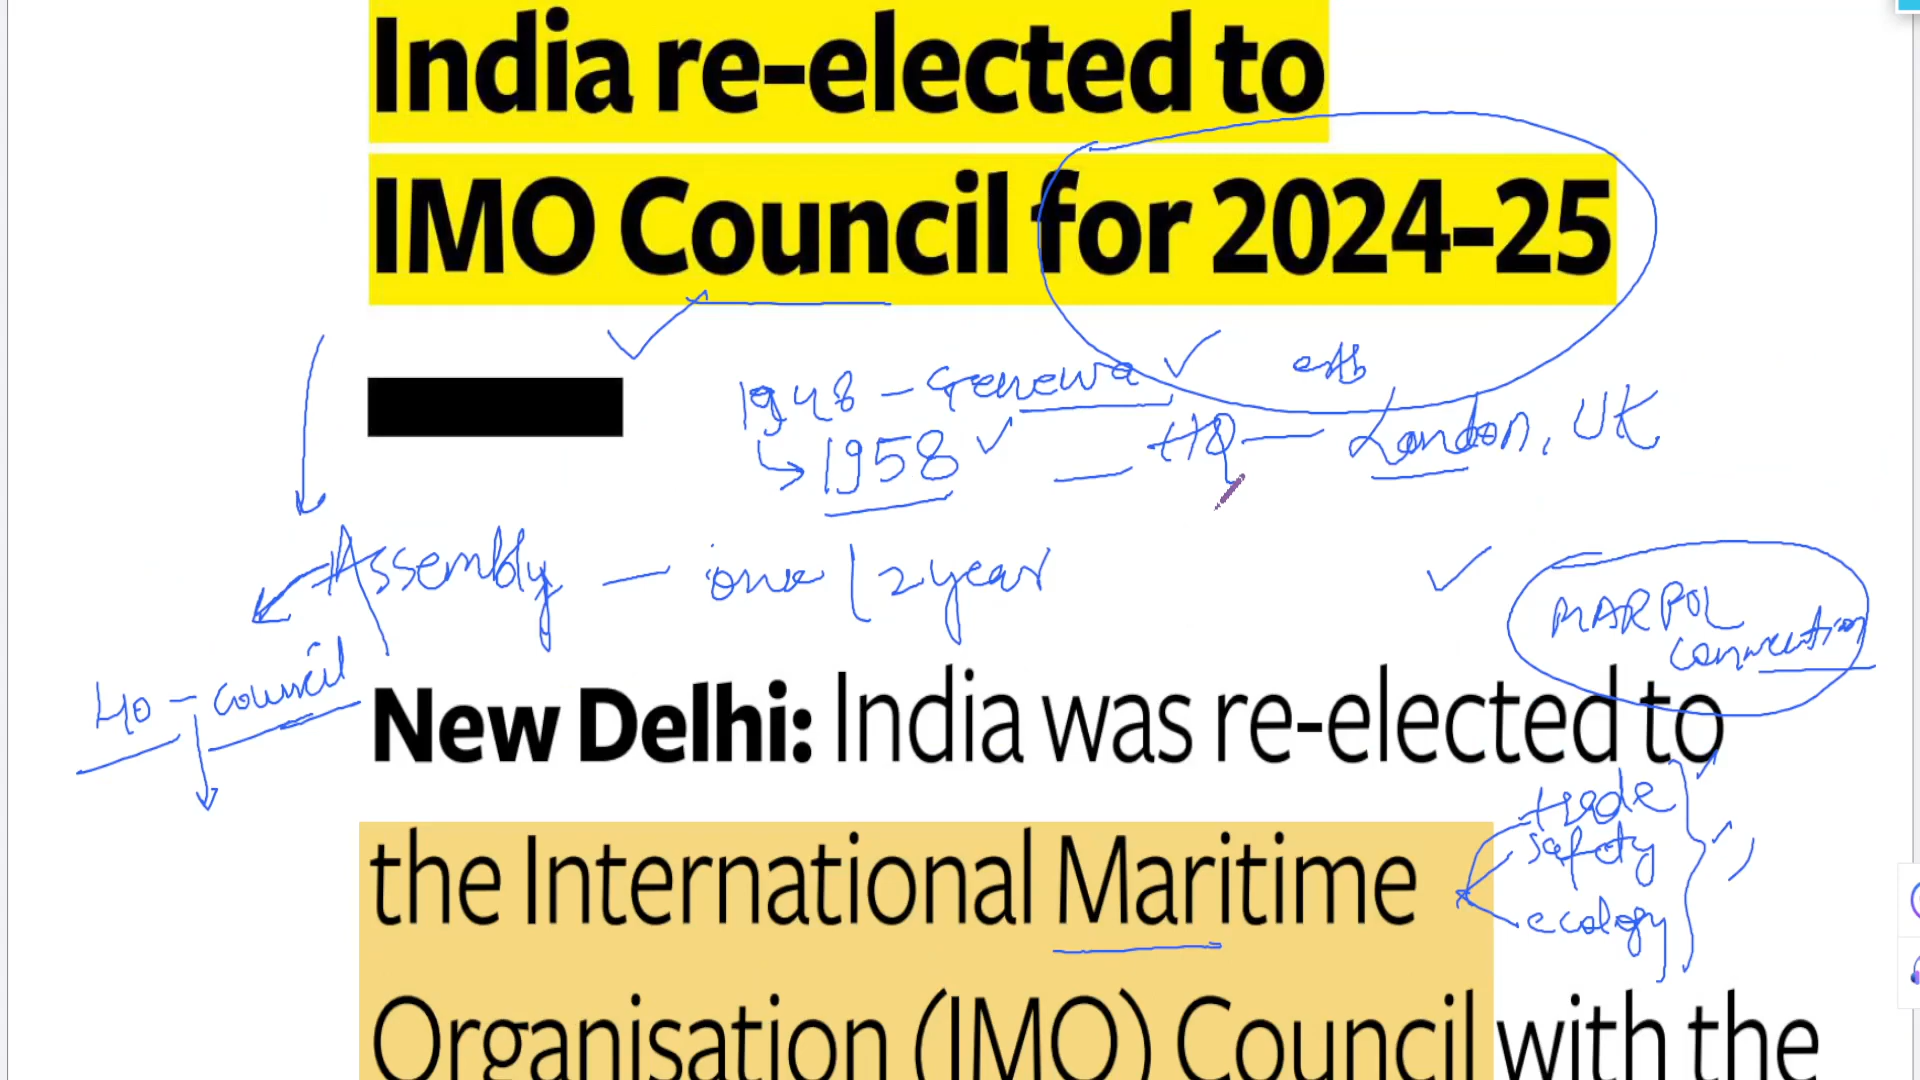 India re-elected to
IMO Council for 2024-25
1948 - Genewa ✓ estb
↳ 1958 ✓ — HQ — London, UK
Assembly — one / 2 year
MARPOL
convention
40 - council
New Delhi: India was re-elected to
trade
safety
the International Maritime
ecology
Organisation (IMO) Council with the